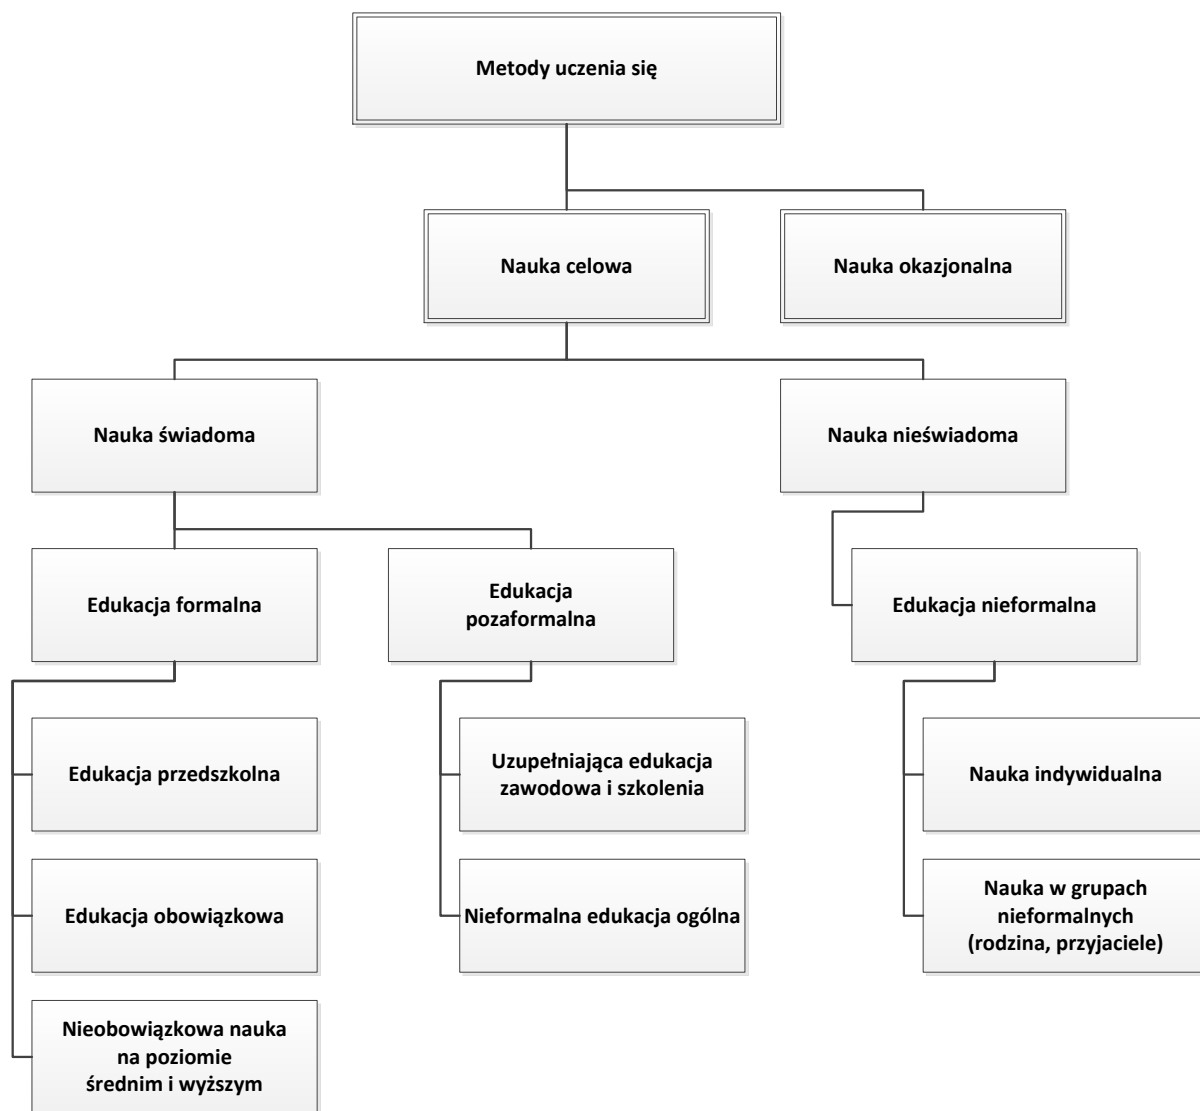 Metody uczenia się
Nauka celowa
Nauka okazjonalna
Nauka świadoma
Nauka nieświadoma
Edukacja formalna
Edukacja
pozaformalna
Edukacja nieformalna
Edukacja przedszkolna
Uzupełniająca edukacja
zawodowa i szkolenia
Nauka indywidualna
Edukacja obowiązkowa
Nieformalna edukacja ogólna
Nauka w grupach
nieformalnych
(rodzina, przyjaciele)
Nieobowiązkowa nauka
na poziomie
średnim i wyższym